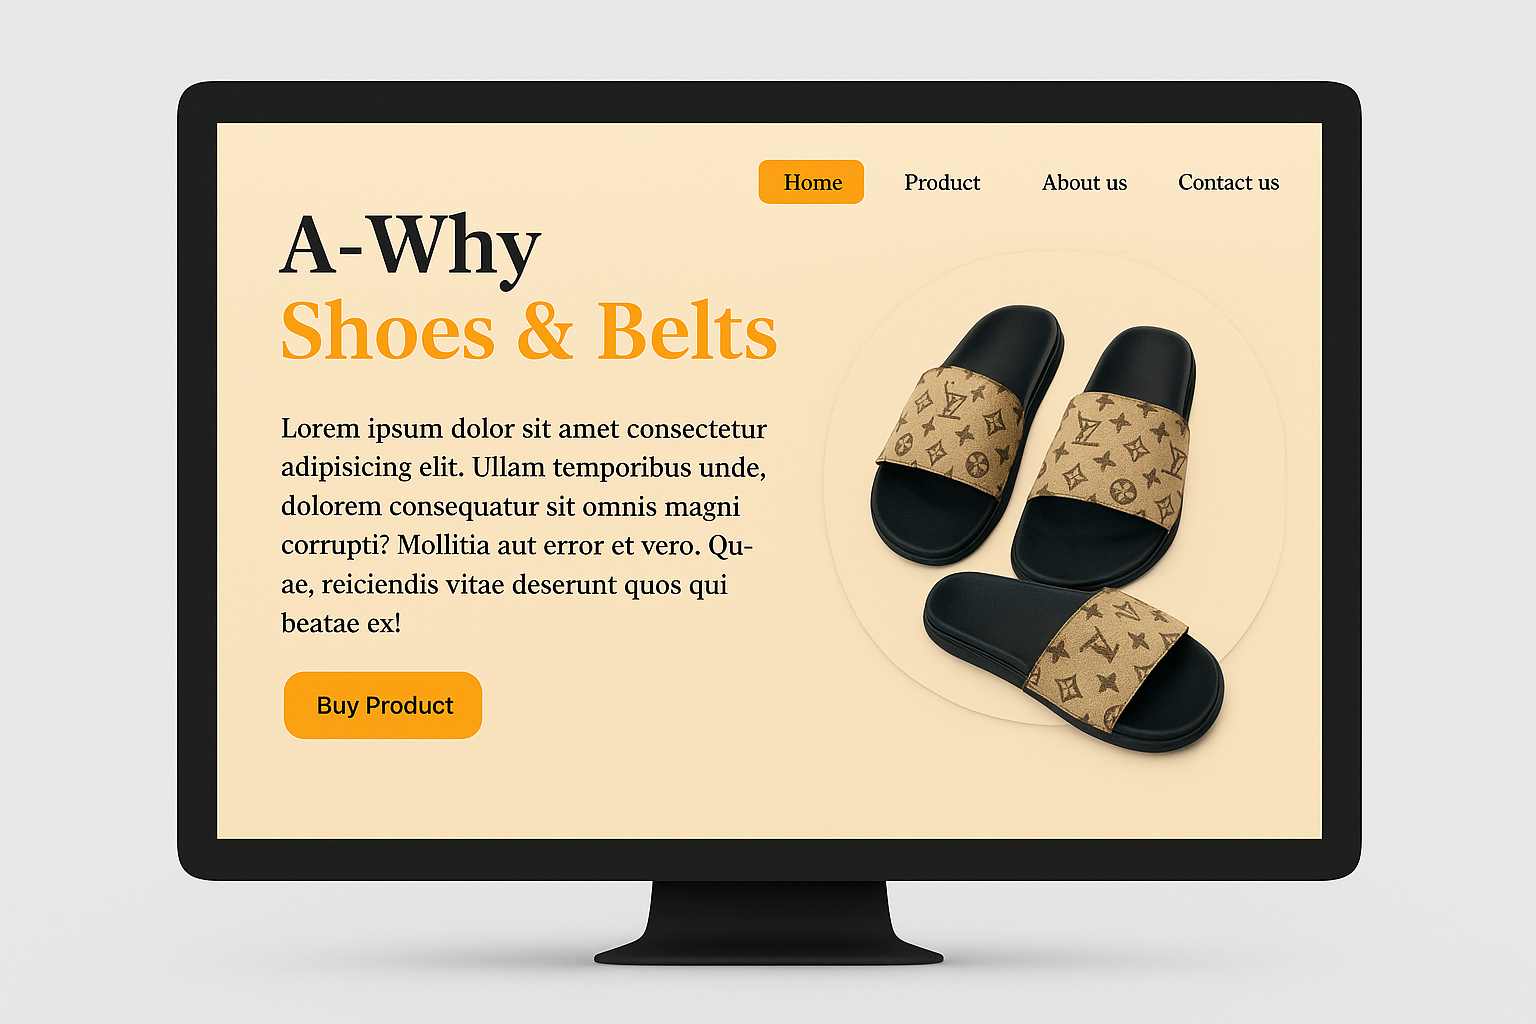 Home Product About us Contact us
A-Why
Shoes & Belts
Lorem ipsum dolor sit amet consectetur
adipisicing elit. Ullam temporibus unde,
dolorem consequatur sit omnis magni
corrupti? Mollitia aut error et vero. Qu-
ae, reiciendis vitae deserunt quos qui
beatae ex!
Buy Product